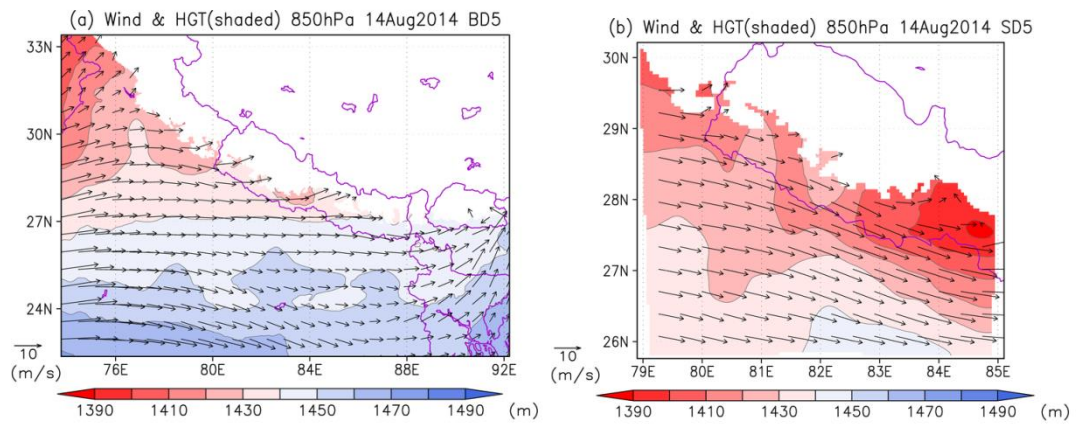 (a) Wind & HGT(shaded) 850hPa 14Aug2014 BD5
33N
30N
27N
24N
10
(m/s)
76E 80E 84E 88E 92E
1390 1410 1430 1450 1470 1490 (m)
(b) Wind & HGT(shaded) 850hPa 14Aug2014 SD5
30N
29N
28N
27N
26N
10
(m/s)
79E 80E 81E 82E 83E 84E 85E
1390 1410 1430 1450 1470 1490 (m)